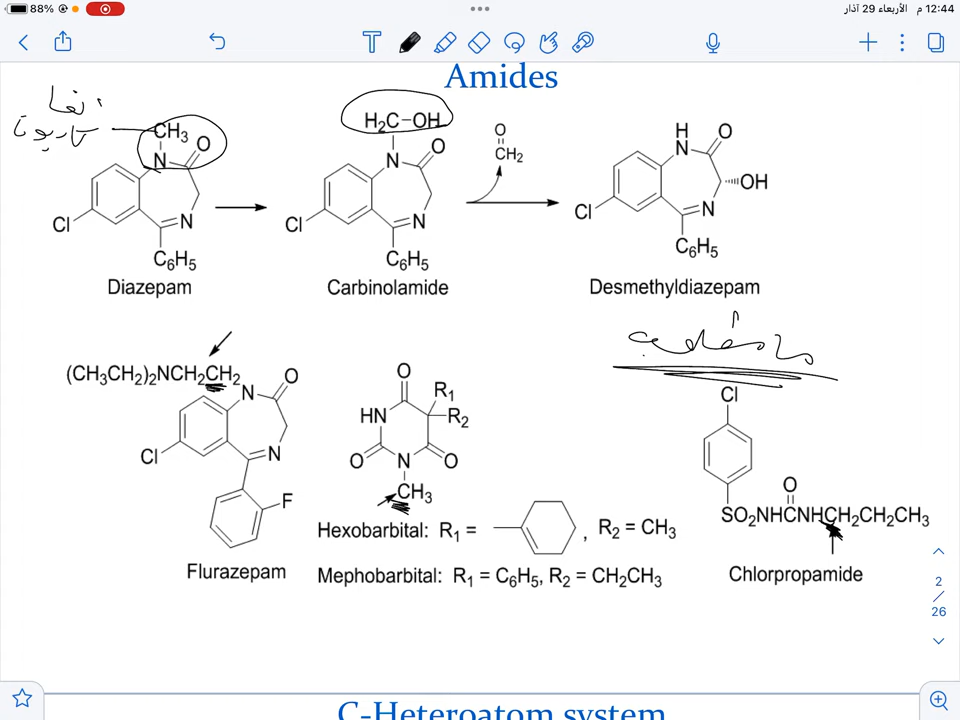 88%
12:44 م الأربعاء 29 آذار
Amides
CH3
N
O
Cl
N
C6H5
Diazepam
H2C-OH
N
O
Cl
N
C6H5
Carbinolamide
O
CH2
H
N
O
OH
Cl
N
C6H5
Desmethyldiazepam
(CH3CH2)2NCH2CH2
N
O
Cl
N
F
Flurazepam
O
R1
HN
R2
O
N
O
CH3
Hexobarbital: R1 = , R2 = CH3
Mephobarbital: R1 = C6H5, R2 = CH2CH3
Cl
O
SO2NHCNHCH2CH2CH3
Chlorpropamide
2
/
26
C-Heteroatom system